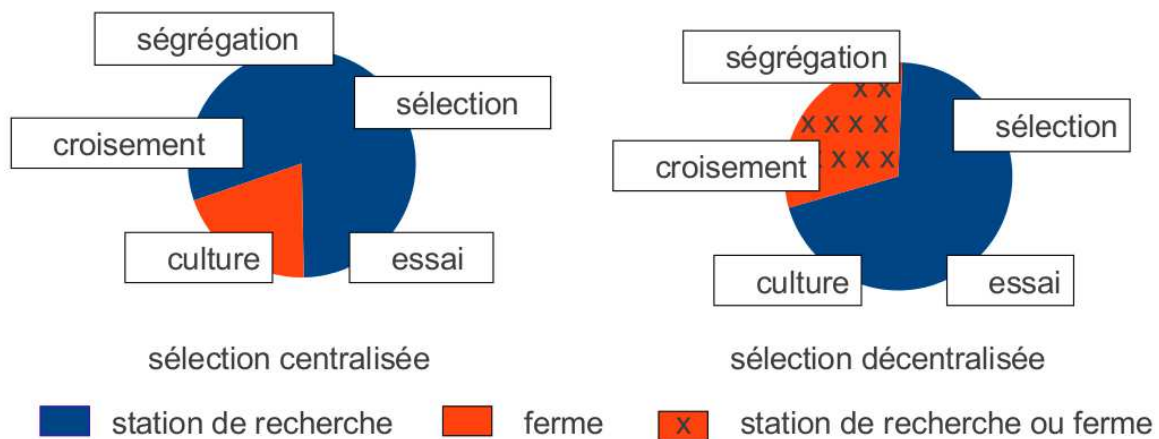 ségrégation
sélection
croisement
culture
essai
sélection centralisée
ségrégation
x x
x x x x
x x x x
sélection
croisement
culture
essai
sélection décentralisée
station de recherche
ferme
x station de recherche ou ferme